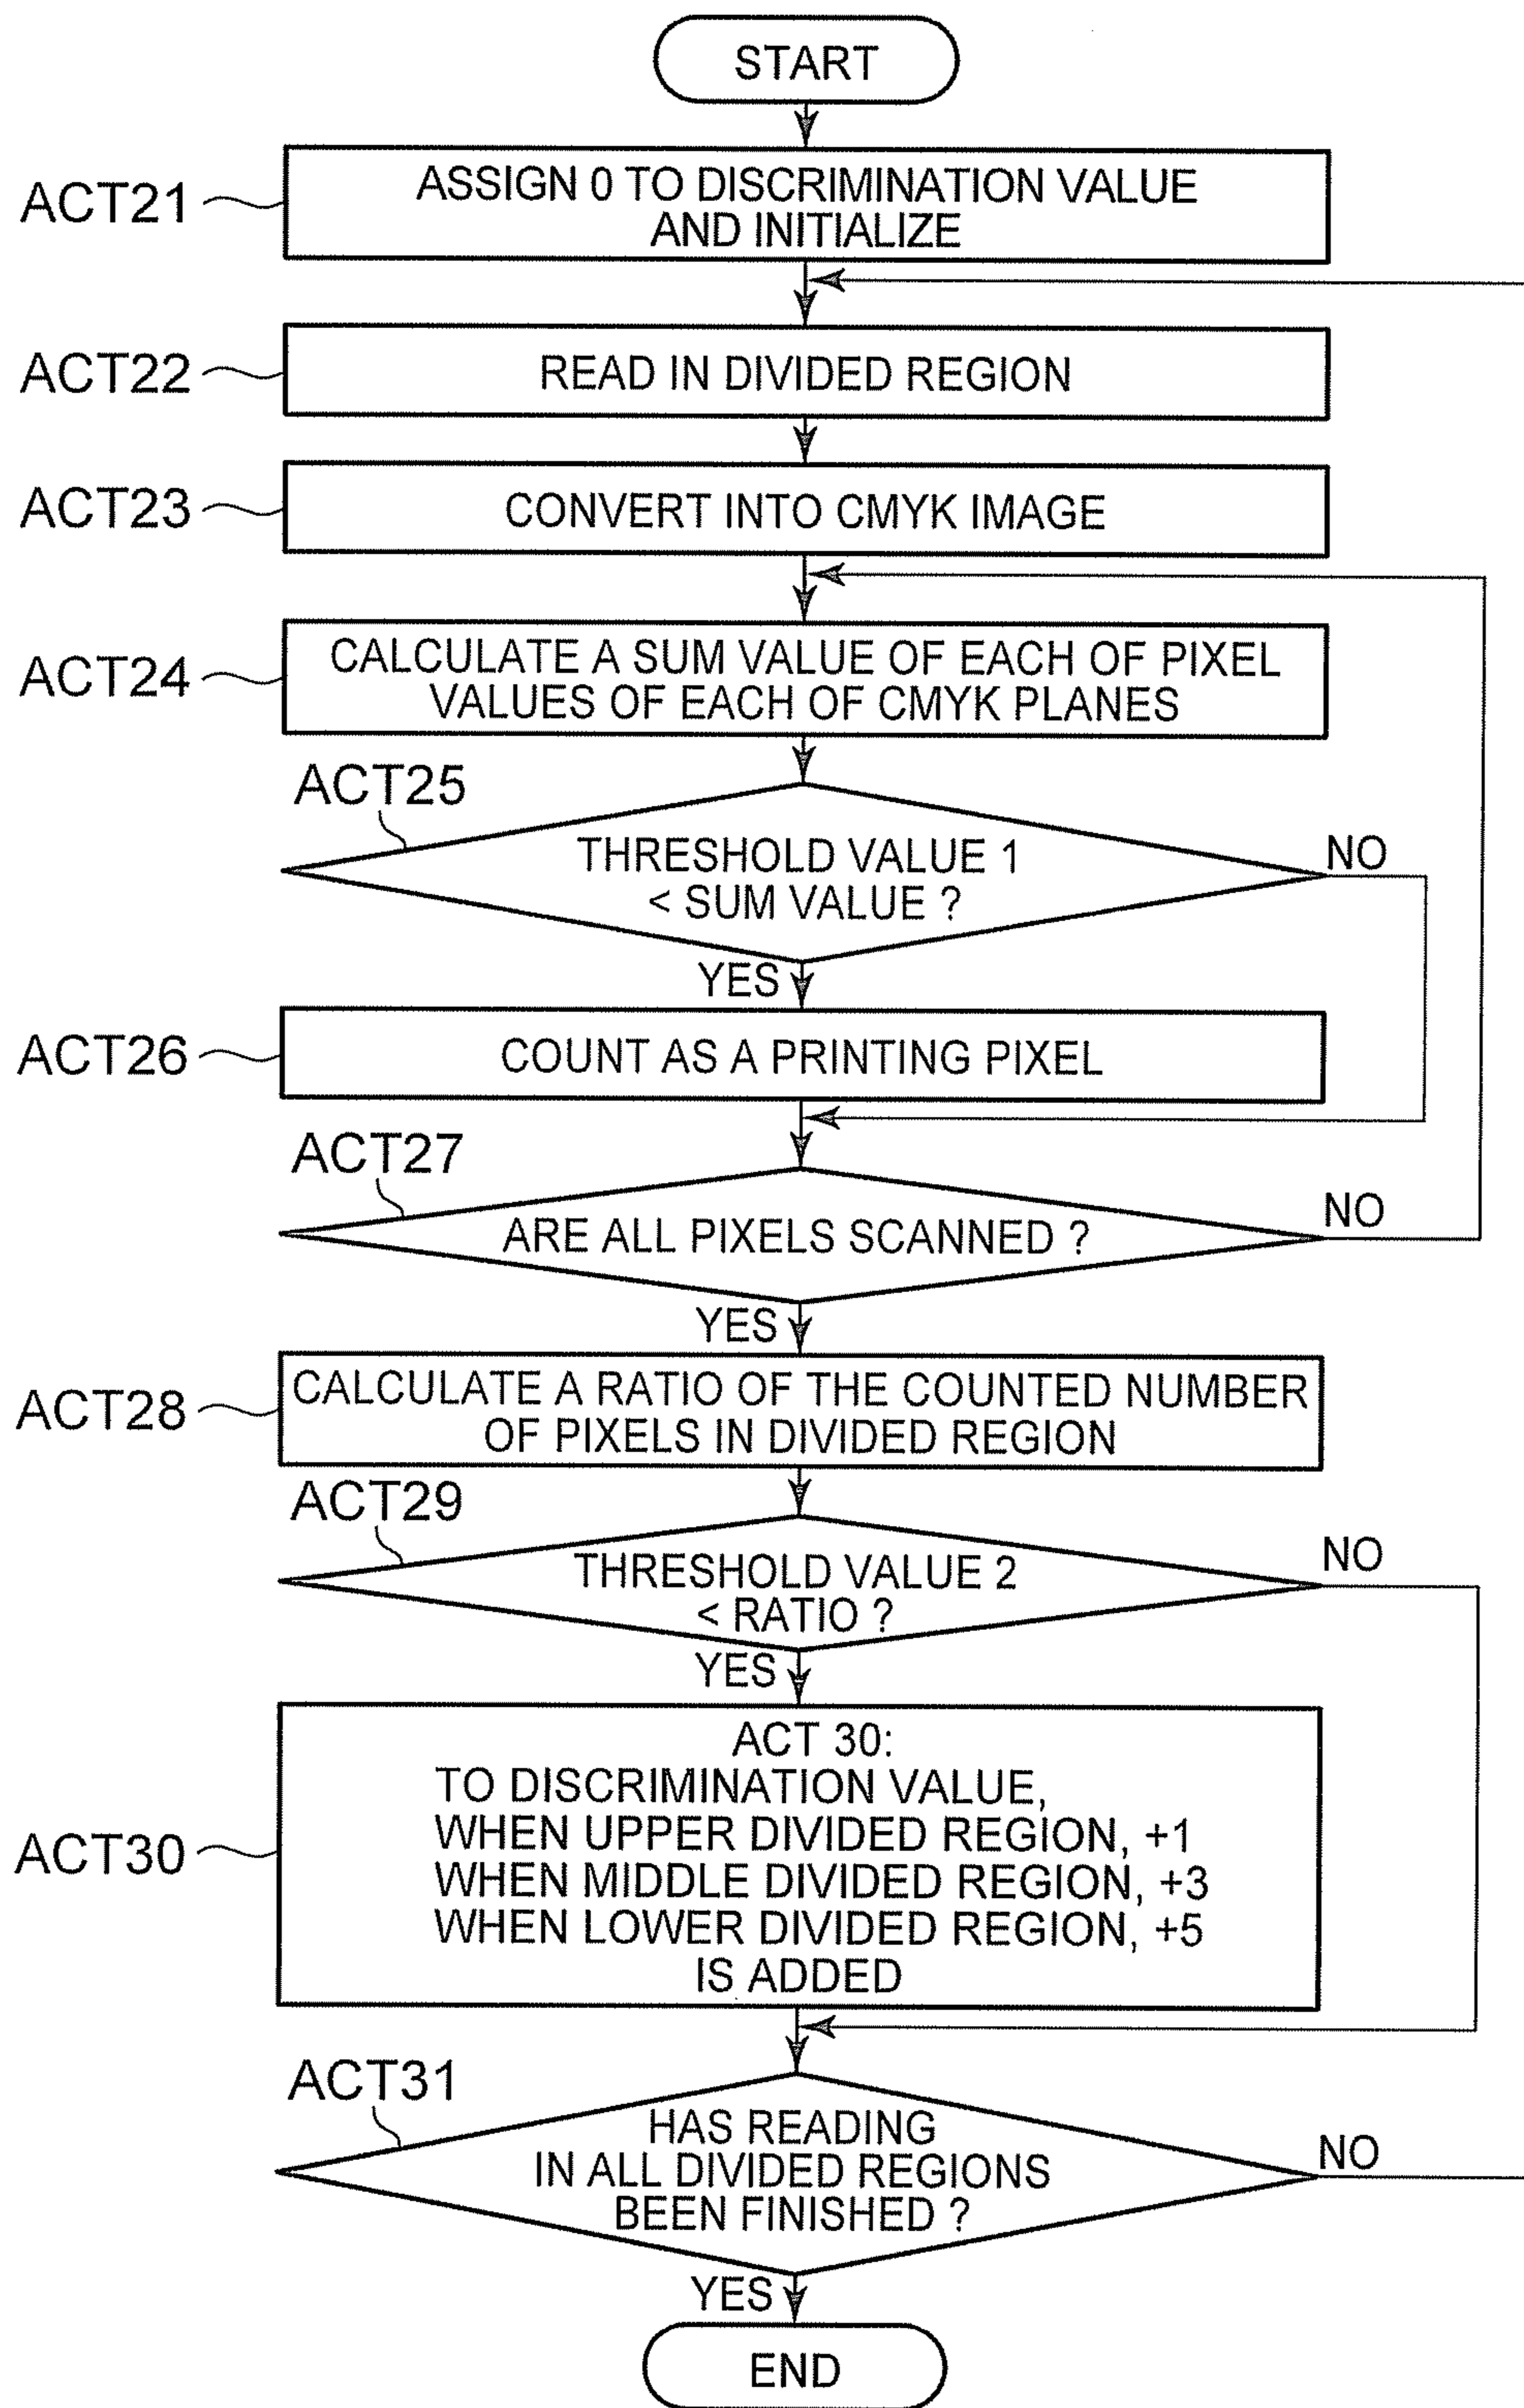 START
ACT21
ASSIGN 0 TO DISCRIMINATION VALUE
AND INITIALIZE
ACT22
READ IN DIVIDED REGION
ACT23
CONVERT INTO CMYK IMAGE
ACT24
CALCULATE A SUM VALUE OF EACH OF PIXEL
VALUES OF EACH OF CMYK PLANES
ACT25
THRESHOLD VALUE 1
< SUM VALUE ?
NO
YES
ACT26
COUNT AS A PRINTING PIXEL
ACT27
ARE ALL PIXELS SCANNED ?
NO
YES
ACT28
CALCULATE A RATIO OF THE COUNTED NUMBER
OF PIXELS IN DIVIDED REGION
ACT29
THRESHOLD VALUE 2
< RATIO ?
NO
YES
ACT30
ACT 30:
TO DISCRIMINATION VALUE,
WHEN UPPER DIVIDED REGION, +1
WHEN MIDDLE DIVIDED REGION, +3
WHEN LOWER DIVIDED REGION, +5
IS ADDED
ACT31
HAS READING
IN ALL DIVIDED REGIONS
BEEN FINISHED ?
NO
YES
END